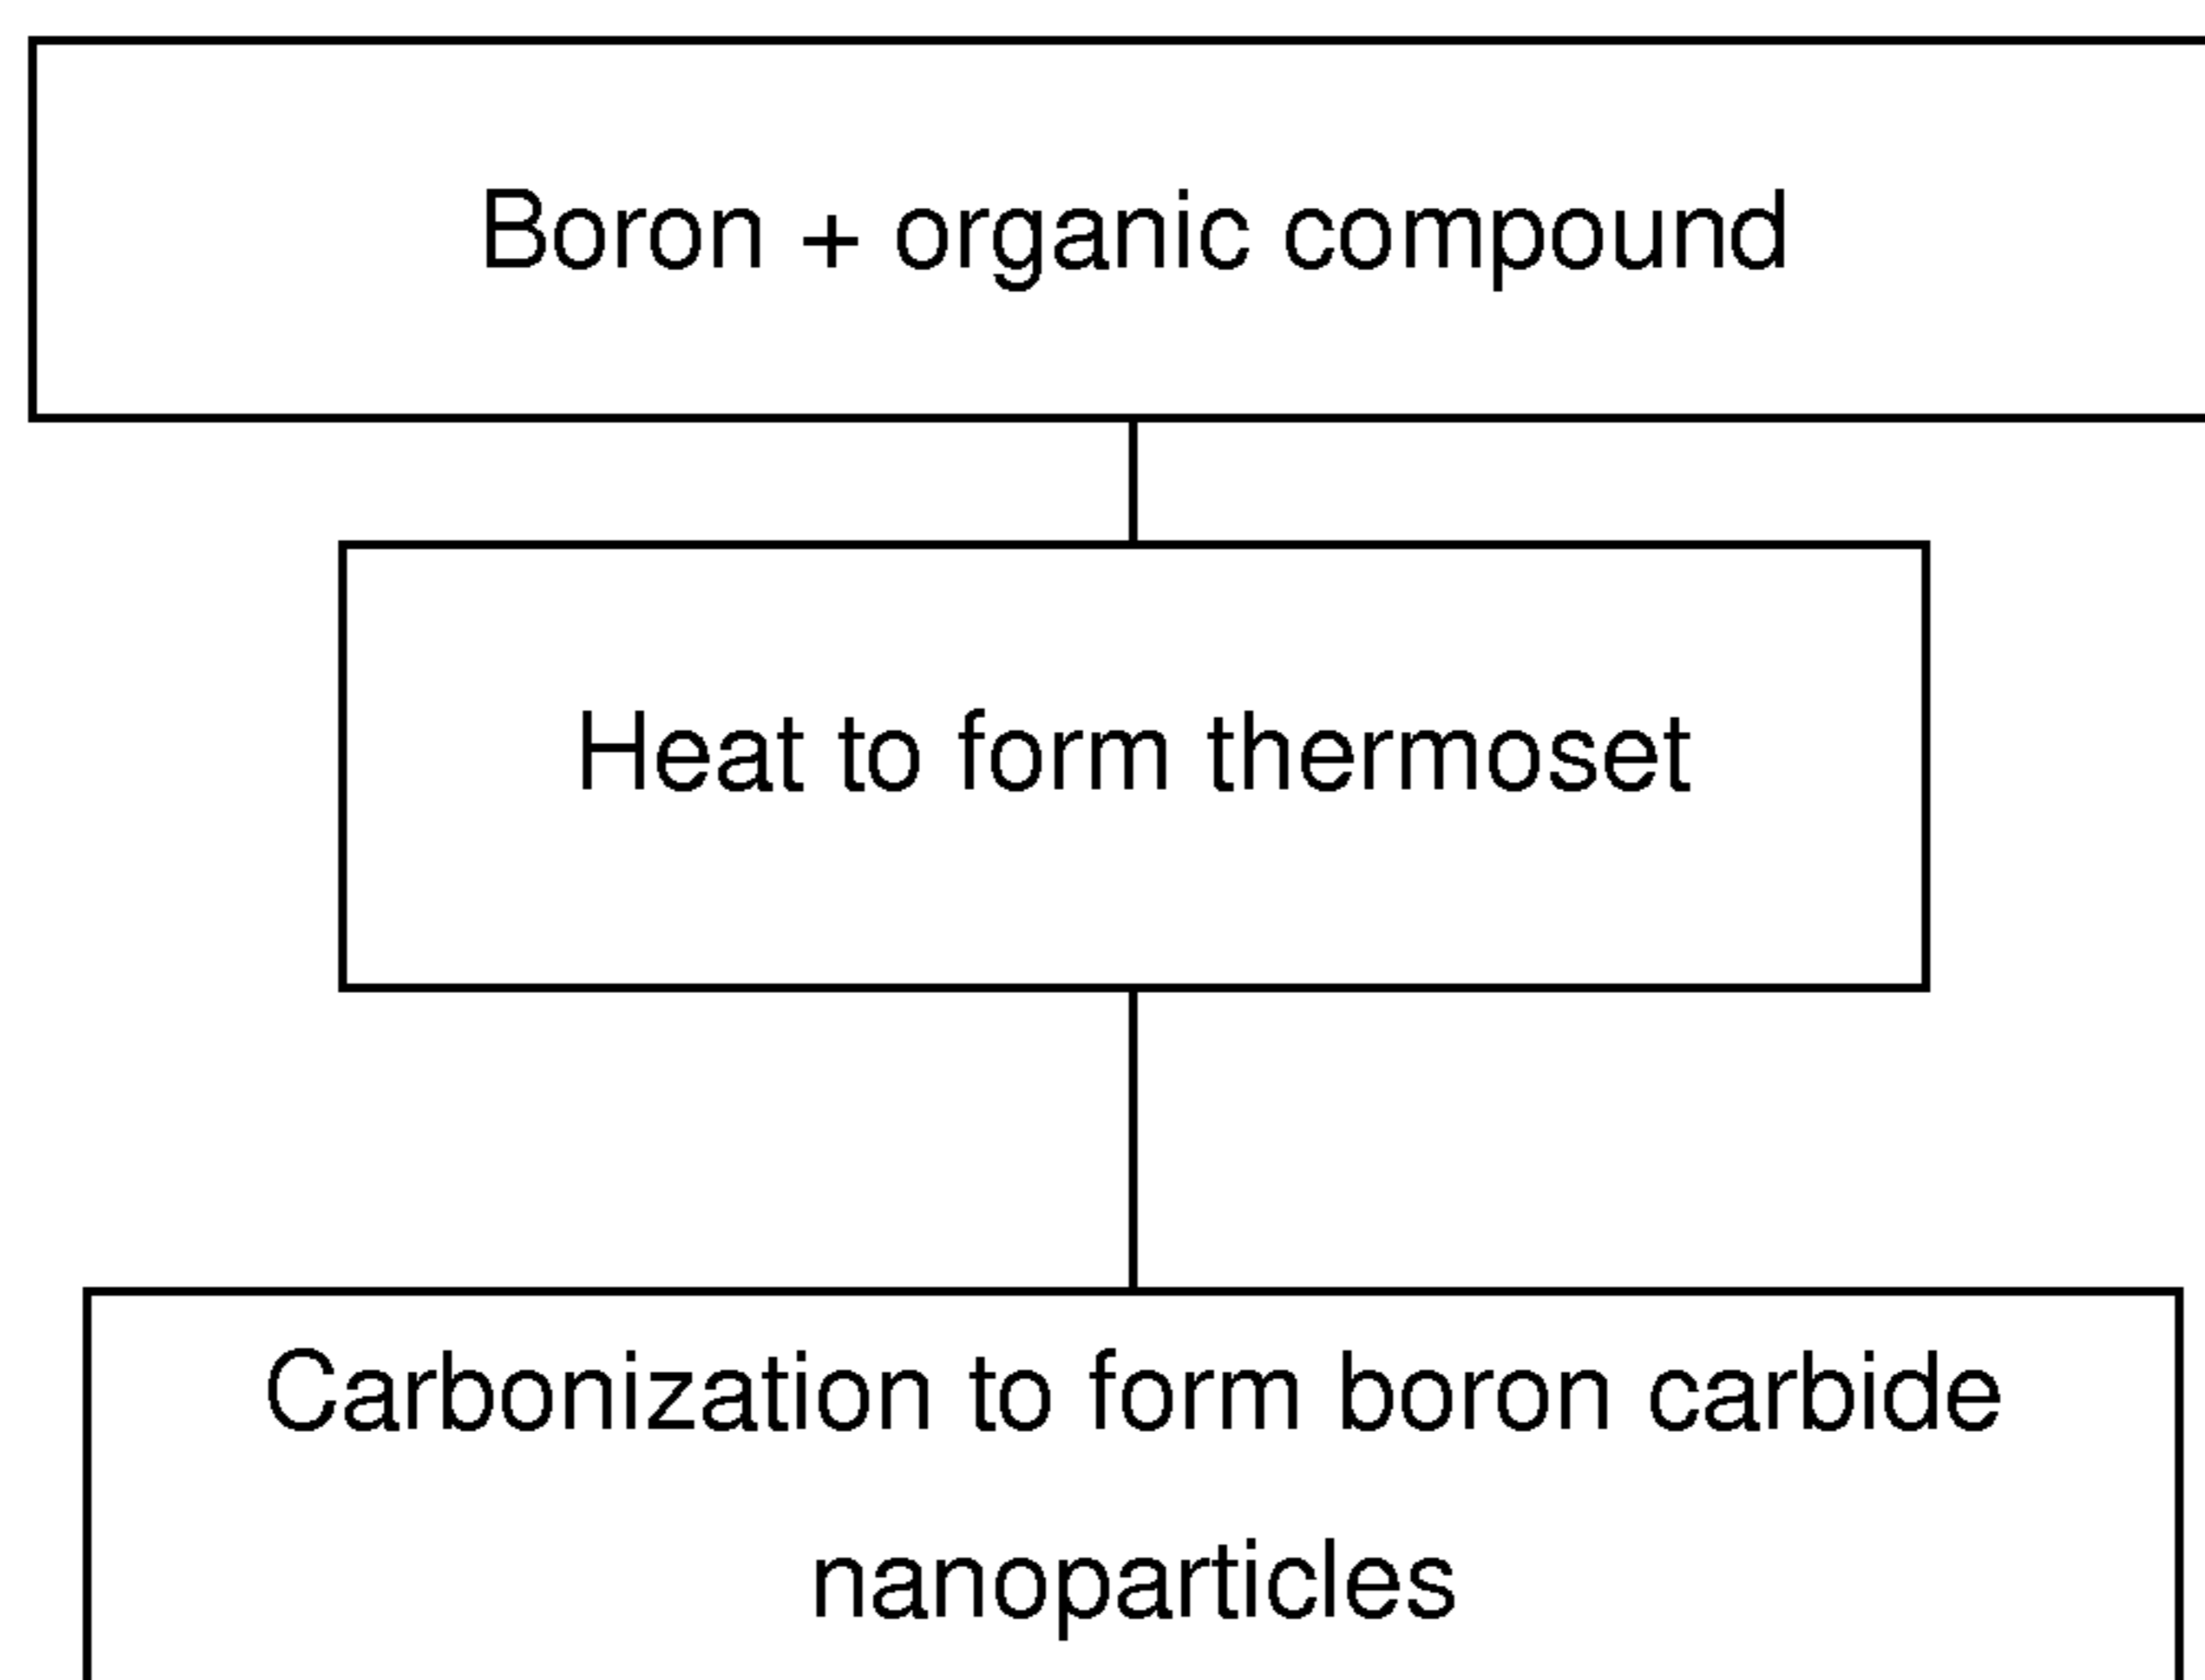 Boron + organic compound
Heat to form thermoset
Carbonization to form boron carbide
nanoparticles